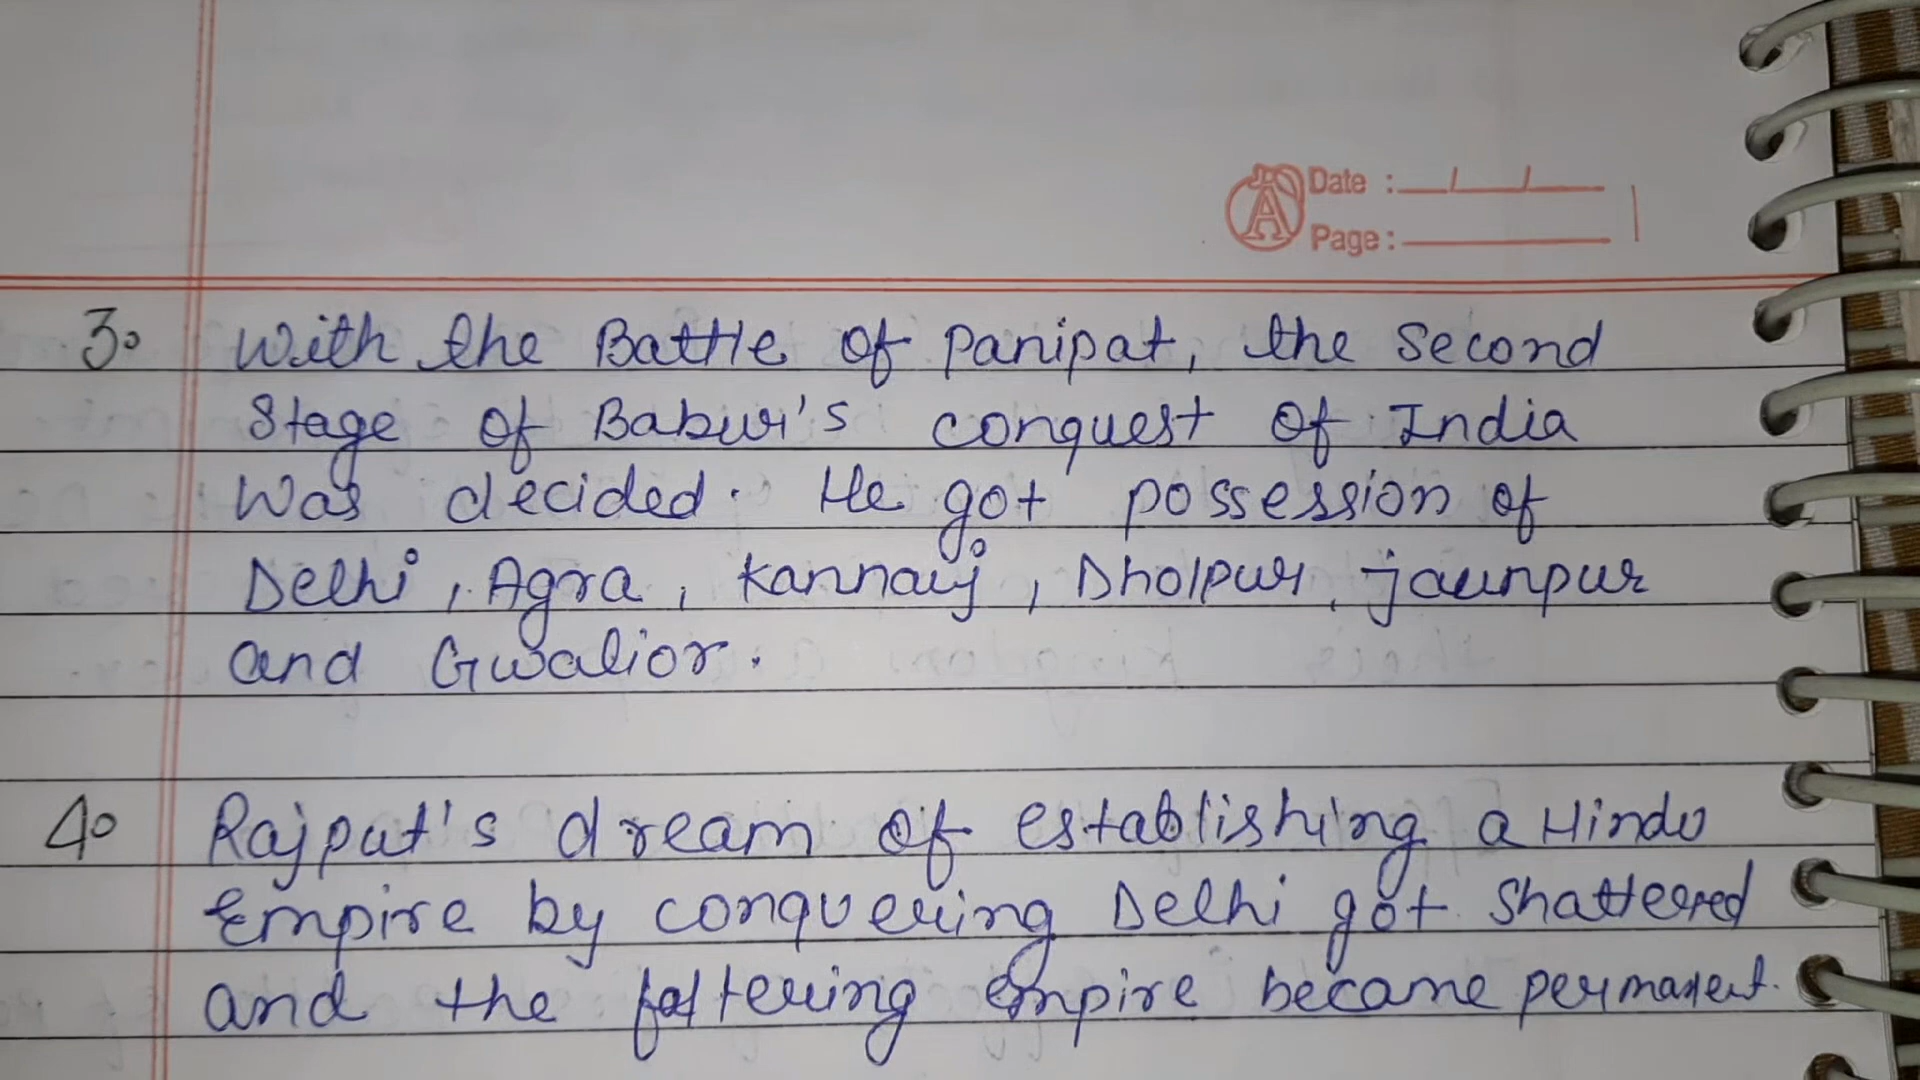 Date :
Page :
3. With the Battle of Panipat, the second
Stage of Babur's conquest of India
was decided. He got possession of
Delhi, Agra, Kannauj, Dholpur, jaunpur
and Gwalior.
4. Rajput's dream of establishing a Hindu
Empire by conquering Delhi got shattered
and the faltering empire became permanent.